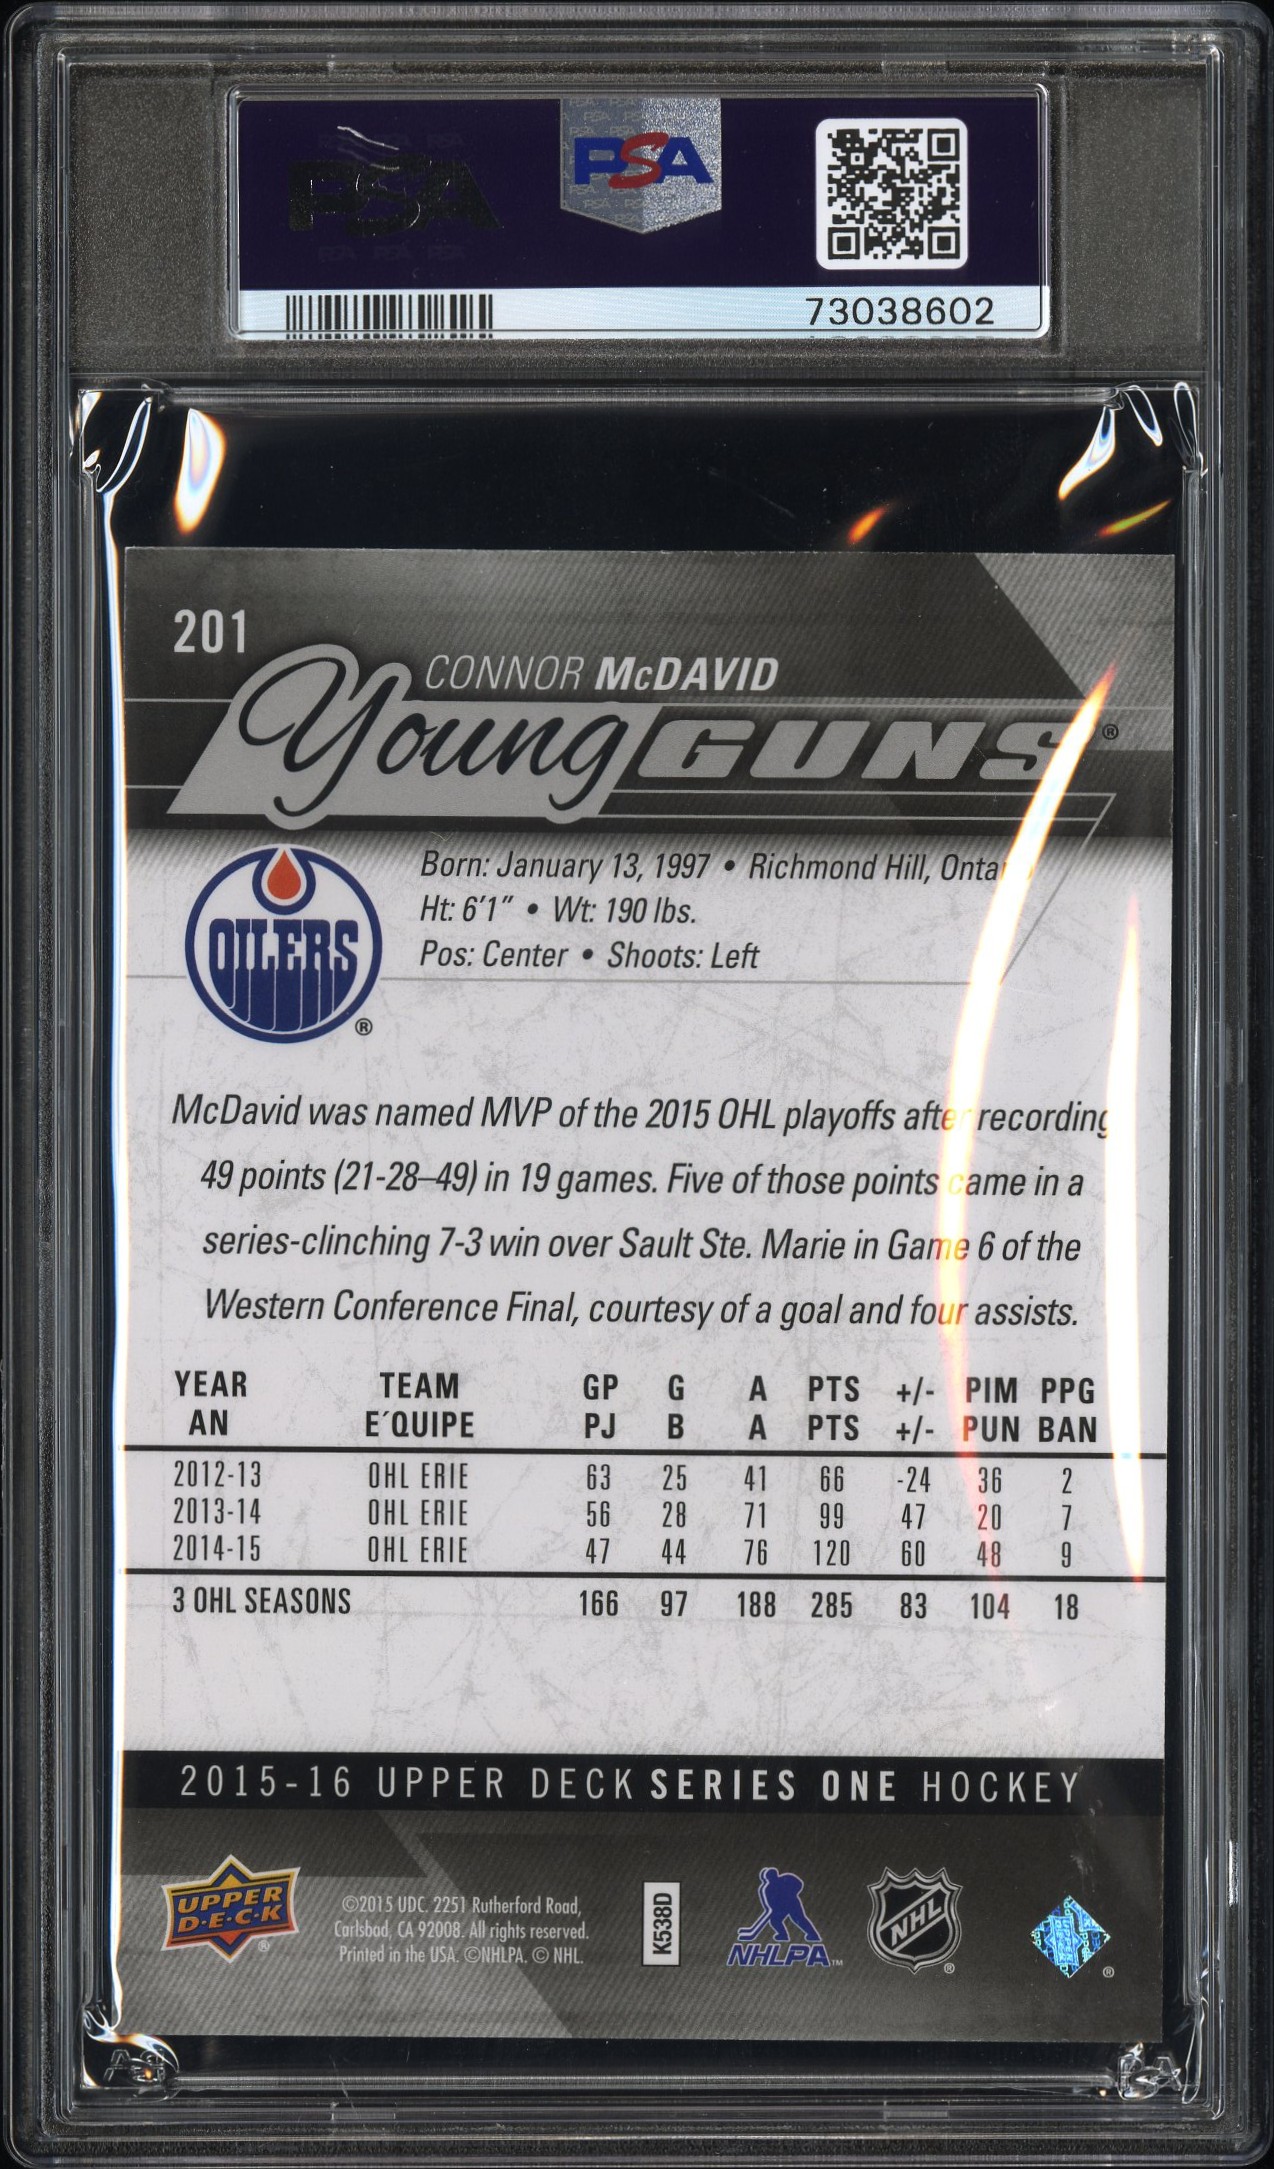 PSA
PSA
73038602
201
CONNOR McDAVID
Young GUNS®
OILERS
®
Born: January 13, 1997 • Richmond Hill,
Ht: 6'1" • Wt: 190 lbs.
Pos: Center • Shoots: Left
McDavid was named MVP of the 2015 OHL playoffs after recording
49 points (21-28–49) in 19 games. Five of those points came in a
series-clinching 7-3 win over Sault Ste. Marie in Game 6 of the
Western Conference Final, courtesy of a goal and four assists.
YEAR TEAM GP G A PTS +/- PIM PPG
AN E´QUIPE PJ B A PTS +/- PUN BAN
2012-13 OHL ERIE 63 25 41 66 -24 36 2
2013-14 OHL ERIE 56 28 71 99 47 20 7
2014-15 OHL ERIE 47 44 76 120 60 48 9
3 OHL SEASONS 166 97 188 285 83 104 18
2015-16 UPPER DECK SERIES ONE HOCKEY
UPPER
D·E·C·K
®
©2015 UDC. 2251 Rutherford Road,
Carlsbad, CA 92008. All rights reserved.
Printed in the USA. ©NHLPA. © NHL.
K538D
NHLPA™
NHL
®
UPPER
DECK
®